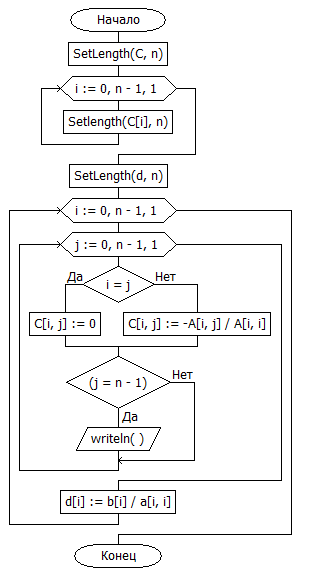 Начало
SetLength(C, n)
i := 0, n - 1, 1
Setlength(C[i], n)
SetLength(d, n)
i := 0, n - 1, 1
j := 0, n - 1, 1
Да
i = j
Нет
C[i, j] := 0
C[i, j] := -A[i, j] / A[i, i]
(j = n - 1)
Нет
Да
writeln( )
d[i] := b[i] / a[i, i]
Конец